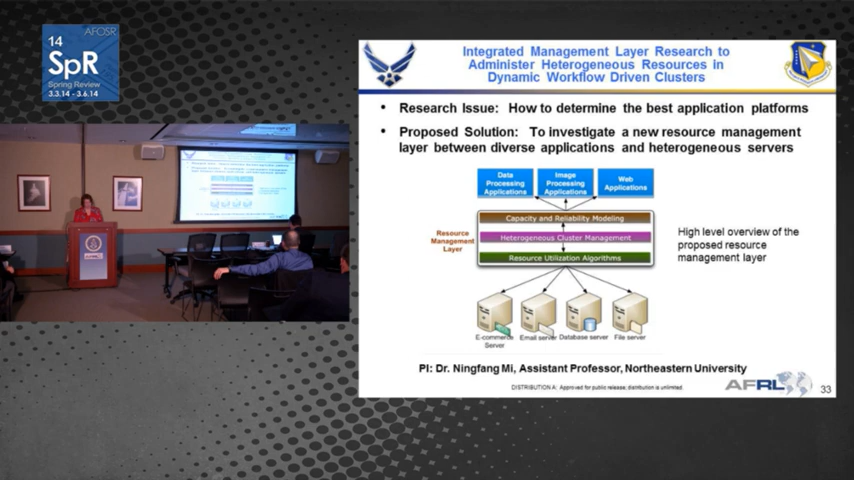 AFOSR
14
SpR
Spring Review
3.3.14 - 3.6.14
Integrated Management Layer Research to
Administer Heterogeneous Resources in
Dynamic Workflow Driven Clusters
• Research Issue: How to determine the best application platforms
• Proposed Solution: To investigate a new resource management
layer between diverse applications and heterogeneous servers
Data
Processing
Applications
Image
Processing
Applications
Web
Applications
Resource
Management
Layer
Capacity and Reliability Modeling
Heterogeneous Cluster Management
Resource Utilization Algorithms
High level overview of the
proposed resource
management layer
E-commerce
Server
Email server
Database server
File server
PI: Dr. Ningfang Mi, Assistant Professor, Northeastern University
DISTRIBUTION A: Approved for public release; distribution is unlimited.
AFRL
33